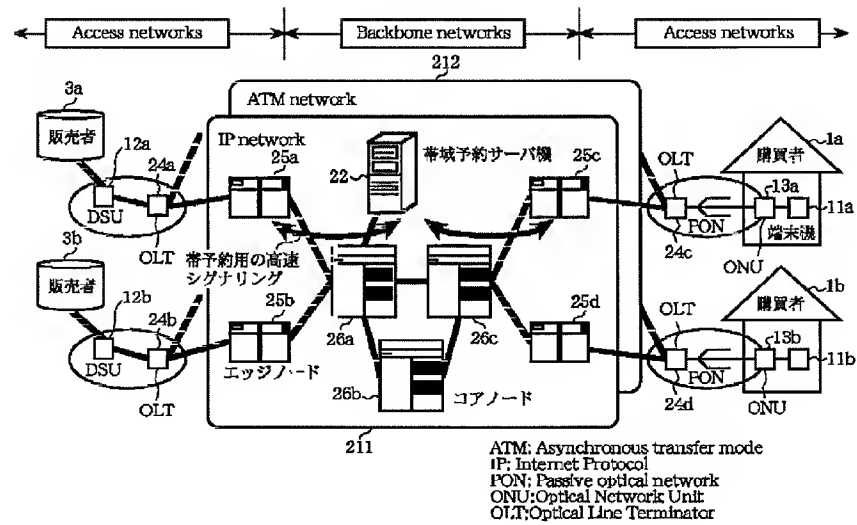 Access networks
Backbone networks
Access networks
212
ATM network
3a
販売者
12a
24a
DSU
OLT
IP network
25a
22
帯域予約サーバ機
25c
OLT
1a
購買者
13a
11a
PON
端末機
24c
ONU
帯予約用の高速
シグナリング
3b
販売者
12b
24b
DSU
OLT
25b
エッジノード
26a
26c
26b
コアノード
25d
OLT
1b
購買者
13b
11b
PON
24d
ONU
211
ATM: Asynchronous transfer mode
IP: Internet Protocol
PON: Passive optical network
ONU:Optical Network Unit
OLT:Optical Line Terminator